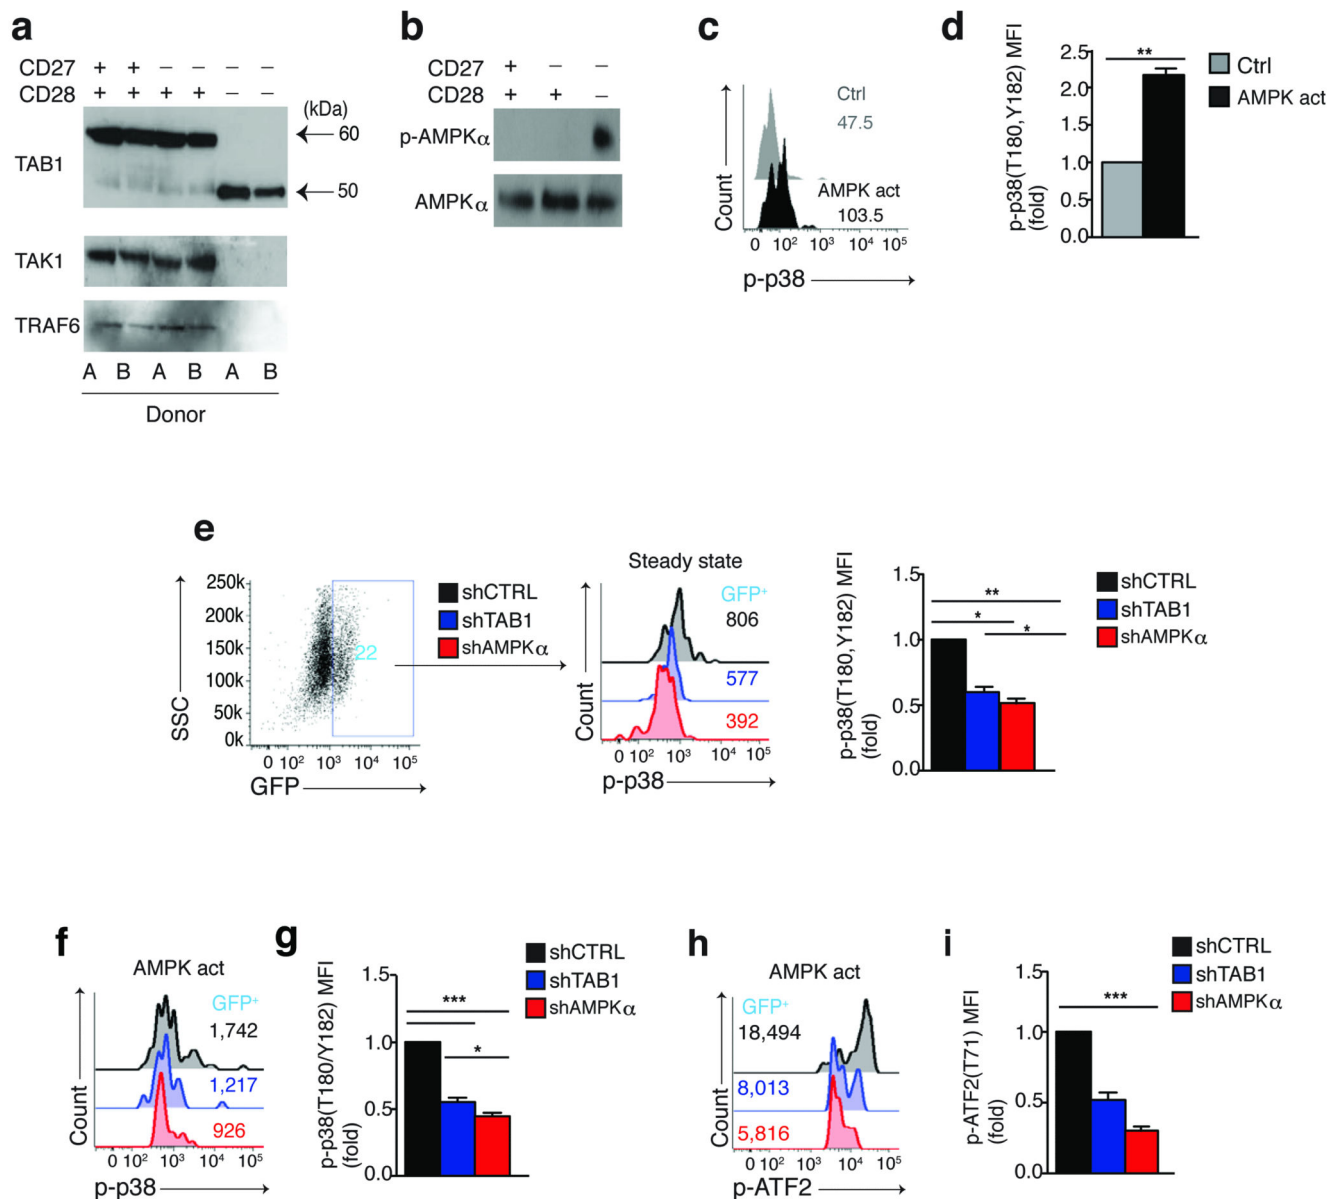 a
CD27 + + − − − −
CD28 + + + + − −
(kDa)
TAB1
60
50
TAK1
TRAF6
A B A B A B
Donor
b
CD27 + − −
CD28 + + −
p-AMPKα
AMPKα
c
Ctrl
47.5
AMPK act
103.5
Count
0 10² 10³ 10⁴ 10⁵
p-p38
d
p-p38(T180,Y182) MFI
(fold)
2.5
2.0
1.5
1.0
0.5
0.0
**
Ctrl
AMPK act
e
SSC
250k
200k
150k
100k
50k
0k
22
0 10² 10³ 10⁴ 10⁵
GFP
shCTRL
shTAB1
shAMPKα
Steady state
GFP⁺
806
577
392
Count
0 10² 10³ 10⁴ 10⁵
p-p38
p-p38(T180,Y182) MFI
(fold)
1.5
1.0
0.5
0.0
**
*
*
shCTRL
shTAB1
shAMPKα
f
AMPK act
GFP⁺
1,742
1,217
926
Count
0 10² 10³ 10⁴ 10⁵
p-p38
g
p-p38(T180/Y182) MFI
(fold)
1.5
1.0
0.5
0.0
***
*
shCTRL
shTAB1
shAMPKα
h
AMPK act
GFP⁺
18,494
8,013
5,816
Count
0 10² 10³ 10⁴ 10⁵
p-ATF2
i
p-ATF2(T71) MFI
(fold)
1.5
1.0
0.5
0.0
***
shCTRL
shTAB1
shAMPKα